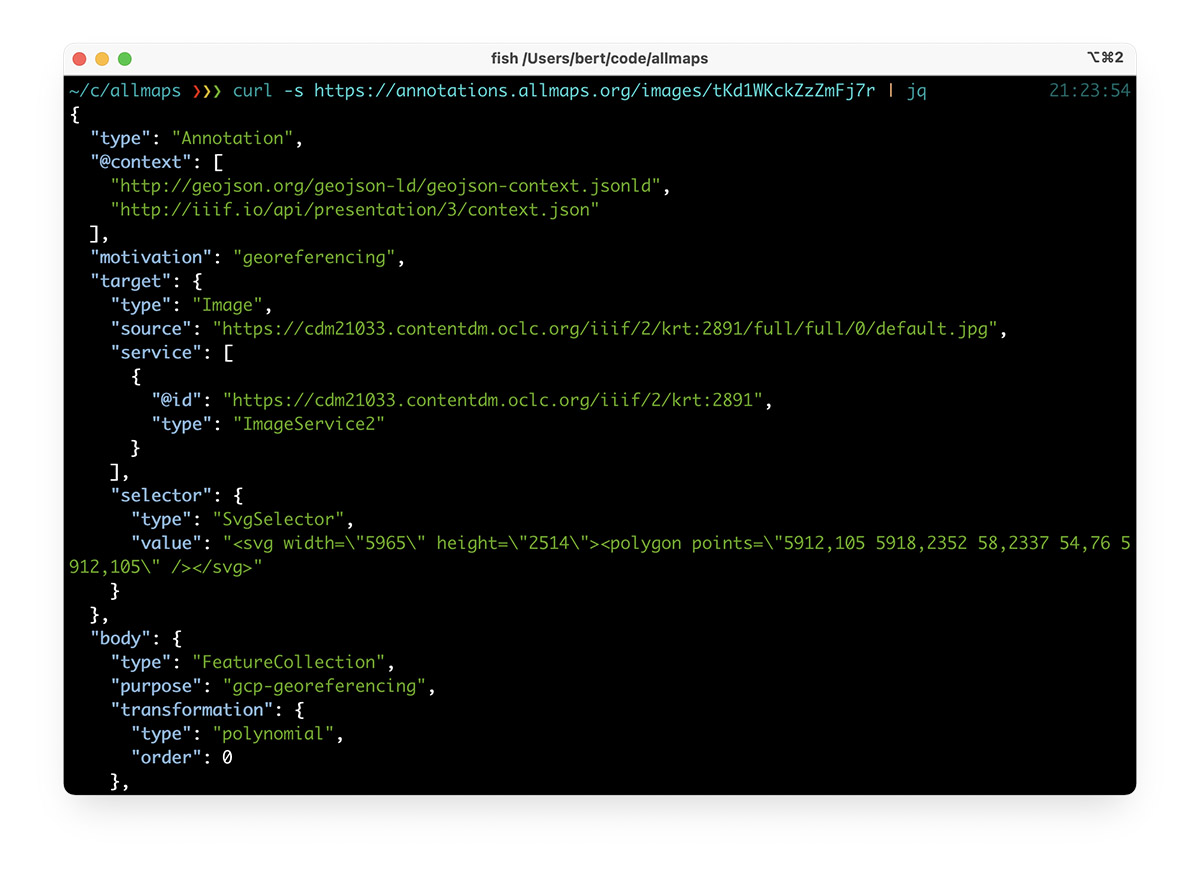 fish /Users/bert/code/allmaps ⌥⌘2
~/c/allmaps ❯❯❯ curl -s https://annotations.allmaps.org/images/tKd1WKckZzZmFj7r | jq 21:23:54
{
  "type": "Annotation",
  "@context": [
    "http://geojson.org/geojson-ld/geojson-context.jsonld",
    "http://iiif.io/api/presentation/3/context.json"
  ],
  "motivation": "georeferencing",
  "target": {
    "type": "Image",
    "source": "https://cdm21033.contentdm.oclc.org/iiif/2/krt:2891/full/full/0/default.jpg",
    "service": [
      {
        "@id": "https://cdm21033.contentdm.oclc.org/iiif/2/krt:2891",
        "type": "ImageService2"
      }
    ],
    "selector": {
      "type": "SvgSelector",
      "value": "<svg width=\"5965\" height=\"2514\"><polygon points=\"5912,105 5918,2352 58,2337 54,76 5
912,105\" /></svg>"
    }
  },
  "body": {
    "type": "FeatureCollection",
    "purpose": "gcp-georeferencing",
    "transformation": {
      "type": "polynomial",
      "order": 0
    },